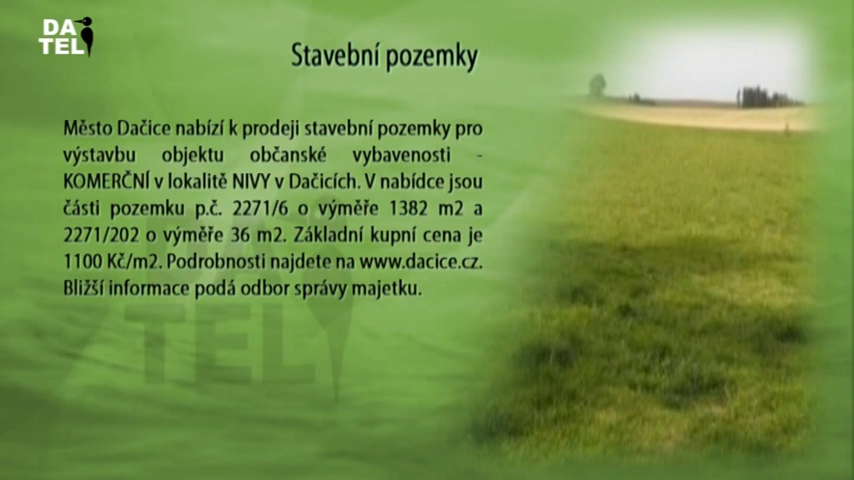 DA
TEL
Stavební pozemky
Město Dačice nabízí k prodeji stavební pozemky pro
výstavbu objektu občanské vybavenosti -
KOMERČNÍ v lokalitě NIVY v Dačicích. V nabídce jsou
části pozemku p.č. 2271/6 o výměře 1382 m2 a
2271/202 o výměře 36 m2. Základní kupní cena je
1100 Kč/m2. Podrobnosti najdete na www.dacice.cz.
Bližší informace podá odbor správy majetku.
TEL